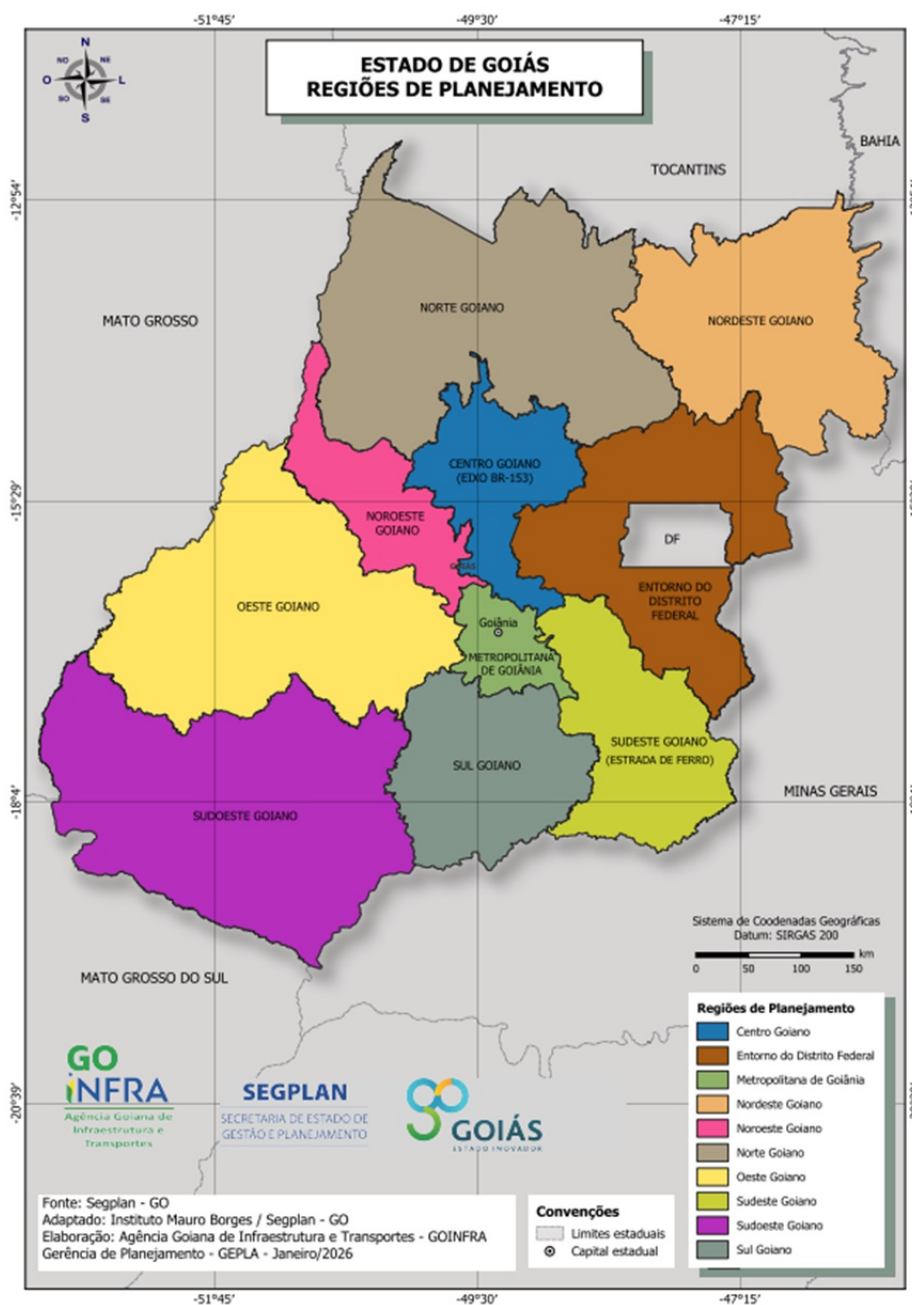 -51°45' -49°30' -47°15'
N
NO NE
O L
SO SE
S
ESTADO DE GOIÁS
REGIÕES DE PLANEJAMENTO
BAHIA
TOCANTINS
-12°54'
NORTE GOIANO
MATO GROSSO
NORDESTE GOIANO
CENTRO GOIANO
(EIXO BR-153)
-15°29'
NOROESTE
GOIANO
DF
GOIÁS
ENTORNO DO
DISTRITO
FEDERAL
OESTE GOIANO
Goiânia
METROPOLITANA
DE GOIÂNIA
SUDESTE GOIANO
(ESTRADA DE FERRO)
SUL GOIANO
MINAS GERAIS
-18°4'
SUDOESTE GOIANO
Sistema de Coodenadas Geográficas
Datum: SIRGAS 200
km
0 50 100 150
MATO GROSSO DO SUL
Regiões de Planejamento
Centro Goiano
Entorno do Distrito Federal
Metropolitana de Goiânia
Nordeste Goiano
Noroeste Goiano
Norte Goiano
Oeste Goiano
Sudeste Goiano
Sudoeste Goiano
Sul Goiano
GO
iNFRA
Agência Goiana de
Infraestrutura e
Transportes
SEGPLAN
SECRETARIA DE ESTADO DE
GESTÃO E PLANEJAMENTO
GOIÁS
ESTADO INOVADOR
-20°39'
Fonte: Segplan - GO
Adaptado: Instituto Mauro Borges / Segplan - GO
Elaboração: Agência Goiana de Infraestrutura e Transportes - GOINFRA
Gerência de Planejamento - GEPLA - Janeiro/2026
Convenções
Limites estaduais
Capital estadual
-51°45' -49°30' -47°15'